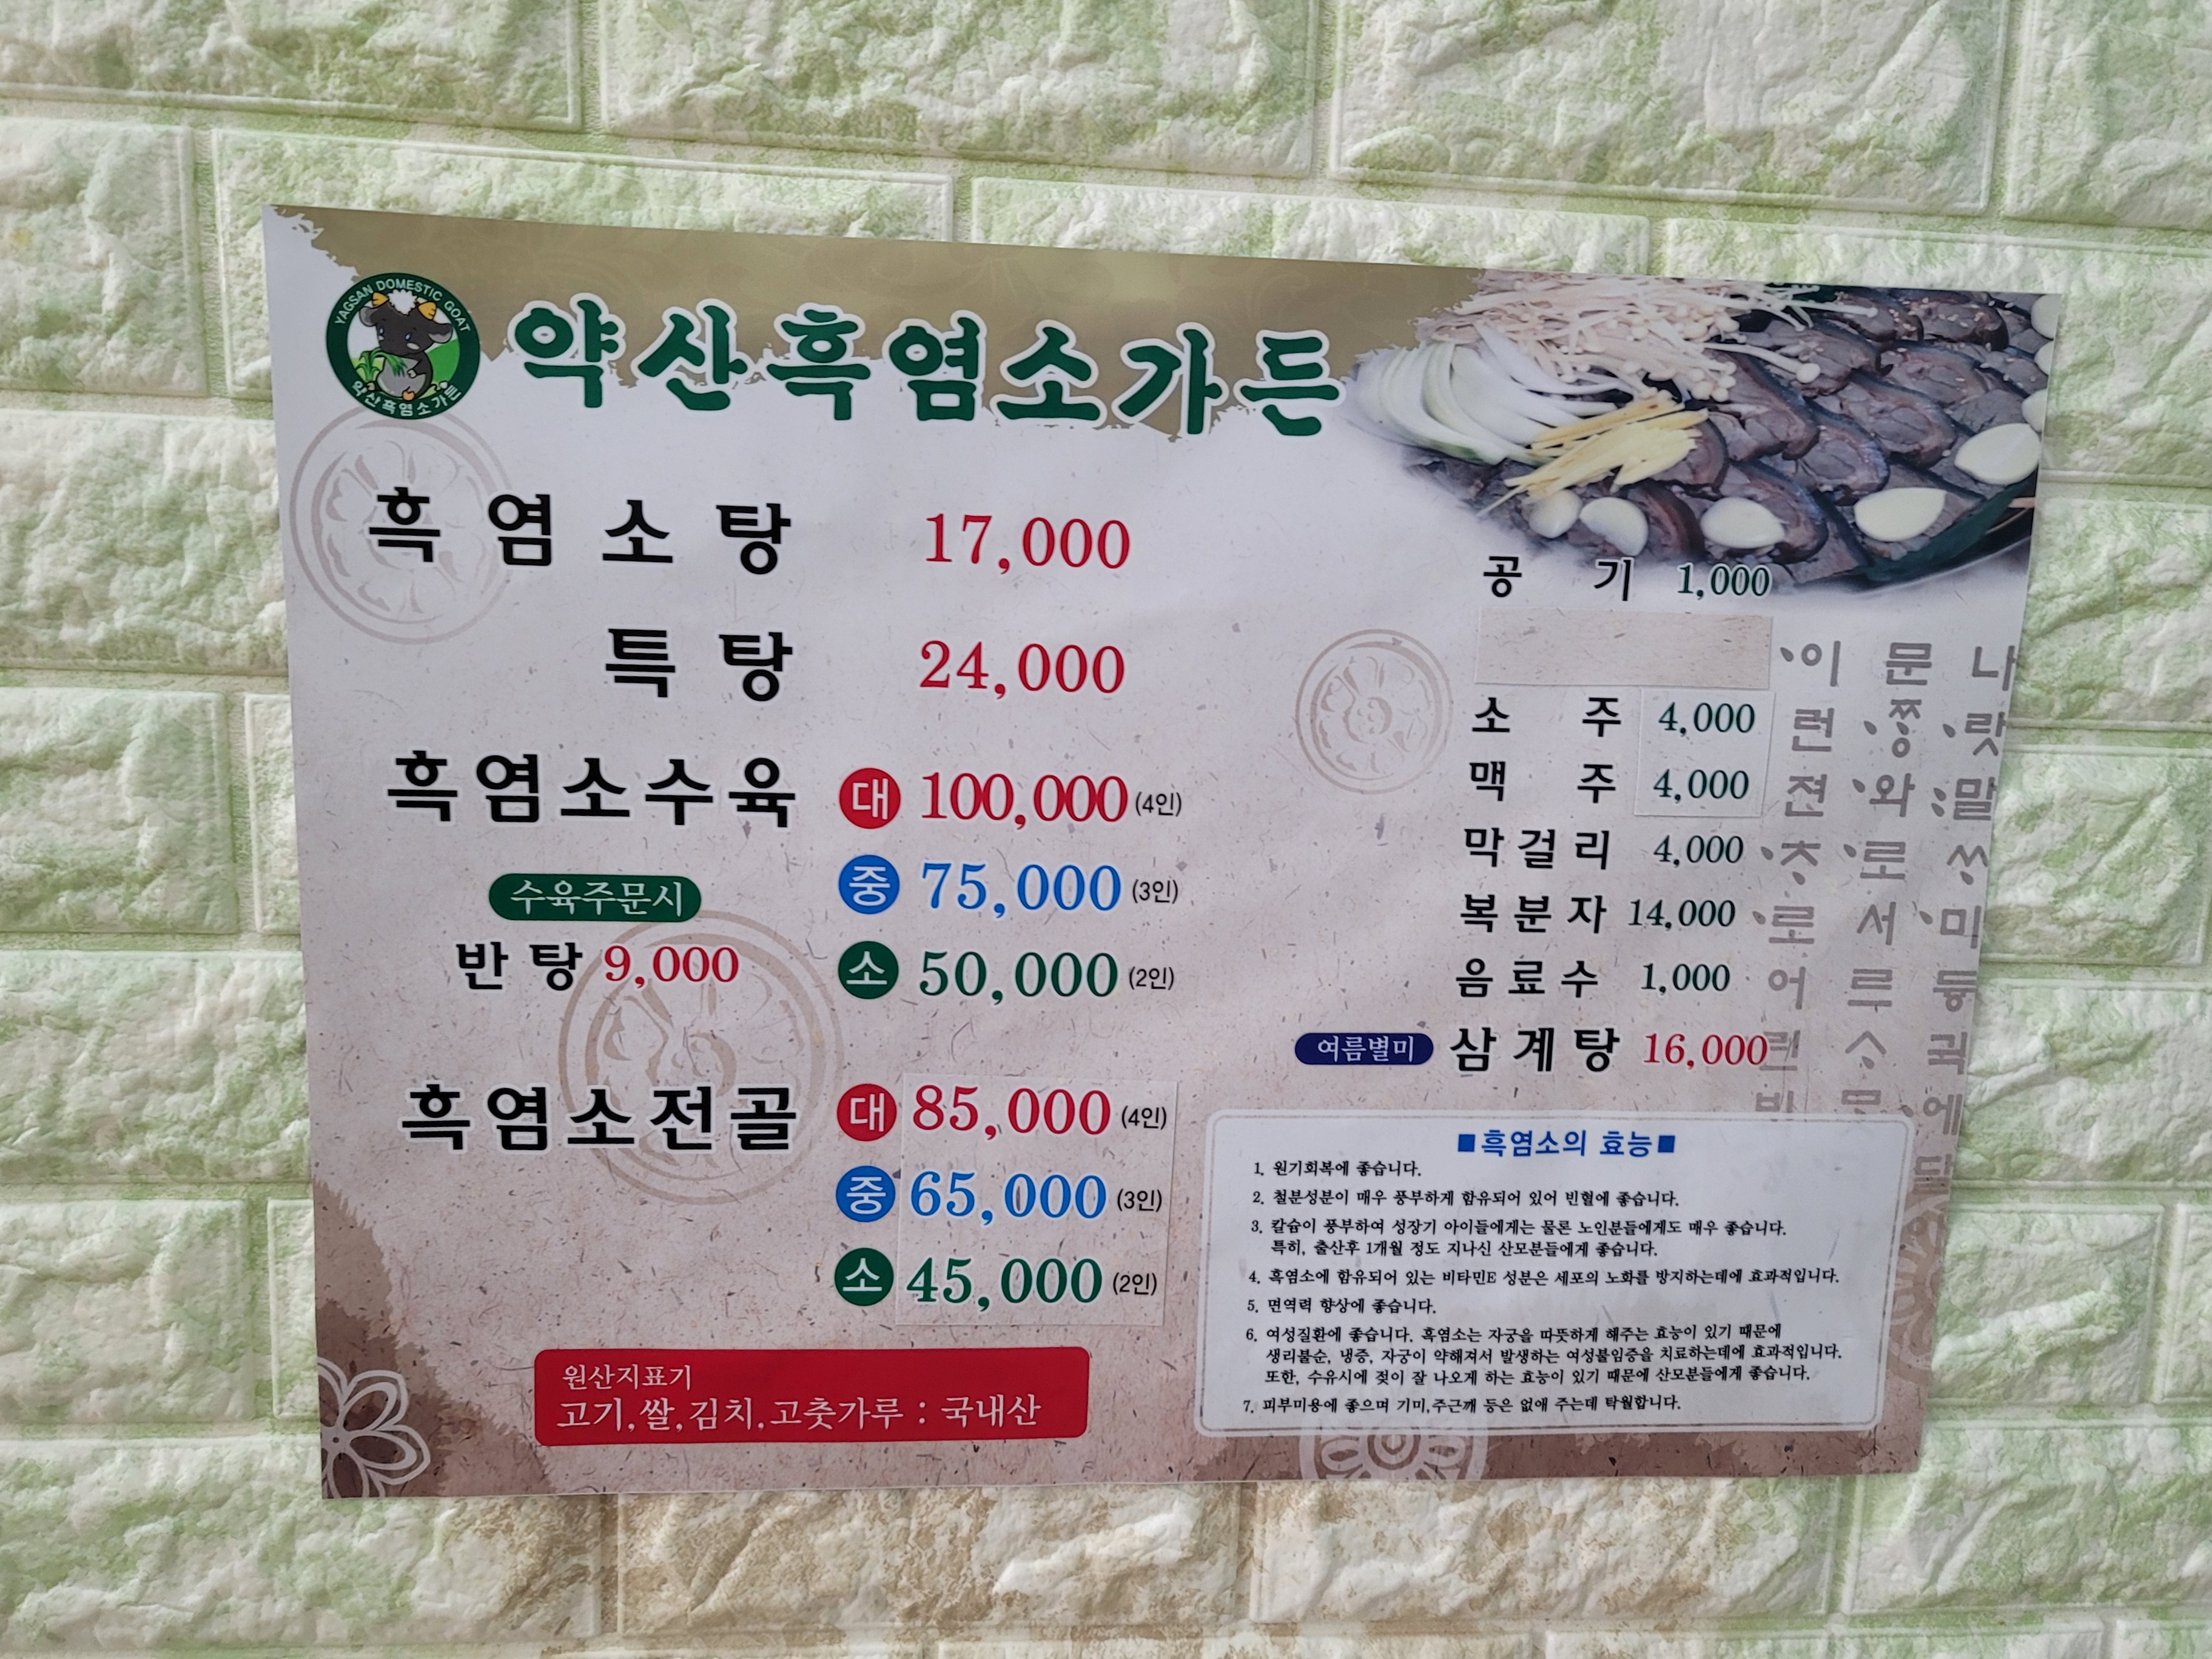 YAGSAN DOMESTIC GOAT
약산흑염소가든
약산흑염소가든
흑염소탕 17,000
특탕 24,000
흑염소수육 대 100,000 (4인)
중 75,000 (3인)
소 50,000 (2인)
수육주문시
반탕 9,000
흑염소전골 대 85,000 (4인)
중 65,000 (3인)
소 45,000 (2인)
원산지표기
고기,쌀,김치,고춧가루 : 국내산
공기 1,000
소주 4,000
맥주 4,000
막걸리 4,000
복분자 14,000
음료수 1,000
여름별미 삼계탕 16,000
■흑염소의 효능■
1. 원기회복에 좋습니다.
2. 철분성분이 매우 풍부하게 함유되어 있어 빈혈에 좋습니다.
3. 칼슘이 풍부하여 성장기 아이들에게는 물론 노인분들에게도 매우 좋습니다.
특히, 출산후 1개월 정도 지나신 산모분들에게 좋습니다.
4. 흑염소에 함유되어 있는 비타민E 성분은 세포의 노화를 방지하는데에 효과적입니다.
5. 면역력 향상에 좋습니다.
6. 여성질환에 좋습니다. 흑염소는 자궁을 따뜻하게 해주는 효능이 있기 때문에
생리불순, 냉증, 자궁이 약해져서 발생하는 여성불임증을 치료하는데에 효과적입니다.
또한, 수유시에 젖이 잘 나오게 하는 효능이 있기 때문에 산모분들에게 좋습니다.
7. 피부미용에 좋으며 기미,주근깨 등은 없애 주는데 탁월합니다.